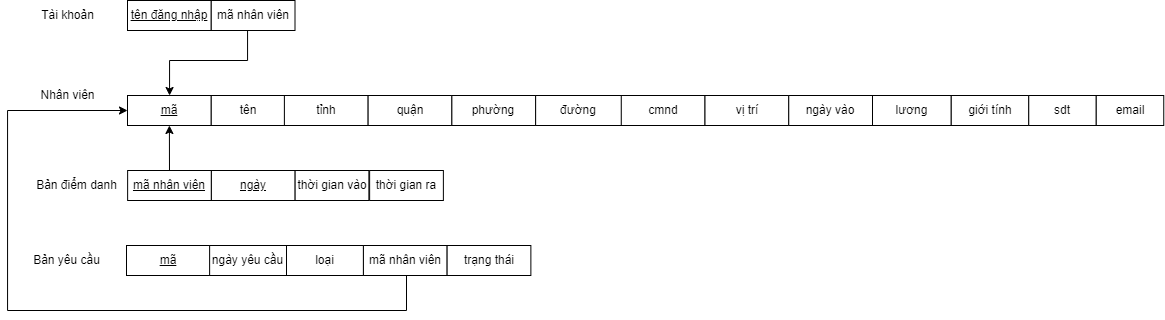 Tài khoản tên đăng nhập mã nhân viên
Nhân viên
mã tên tỉnh quận phường đường cmnd vị trí ngày vào lương giới tính sdt email
Bản điểm danh mã nhân viên ngày thời gian vào thời gian ra
Bản yêu cầu mã ngày yêu cầu loại mã nhân viên trạng thái